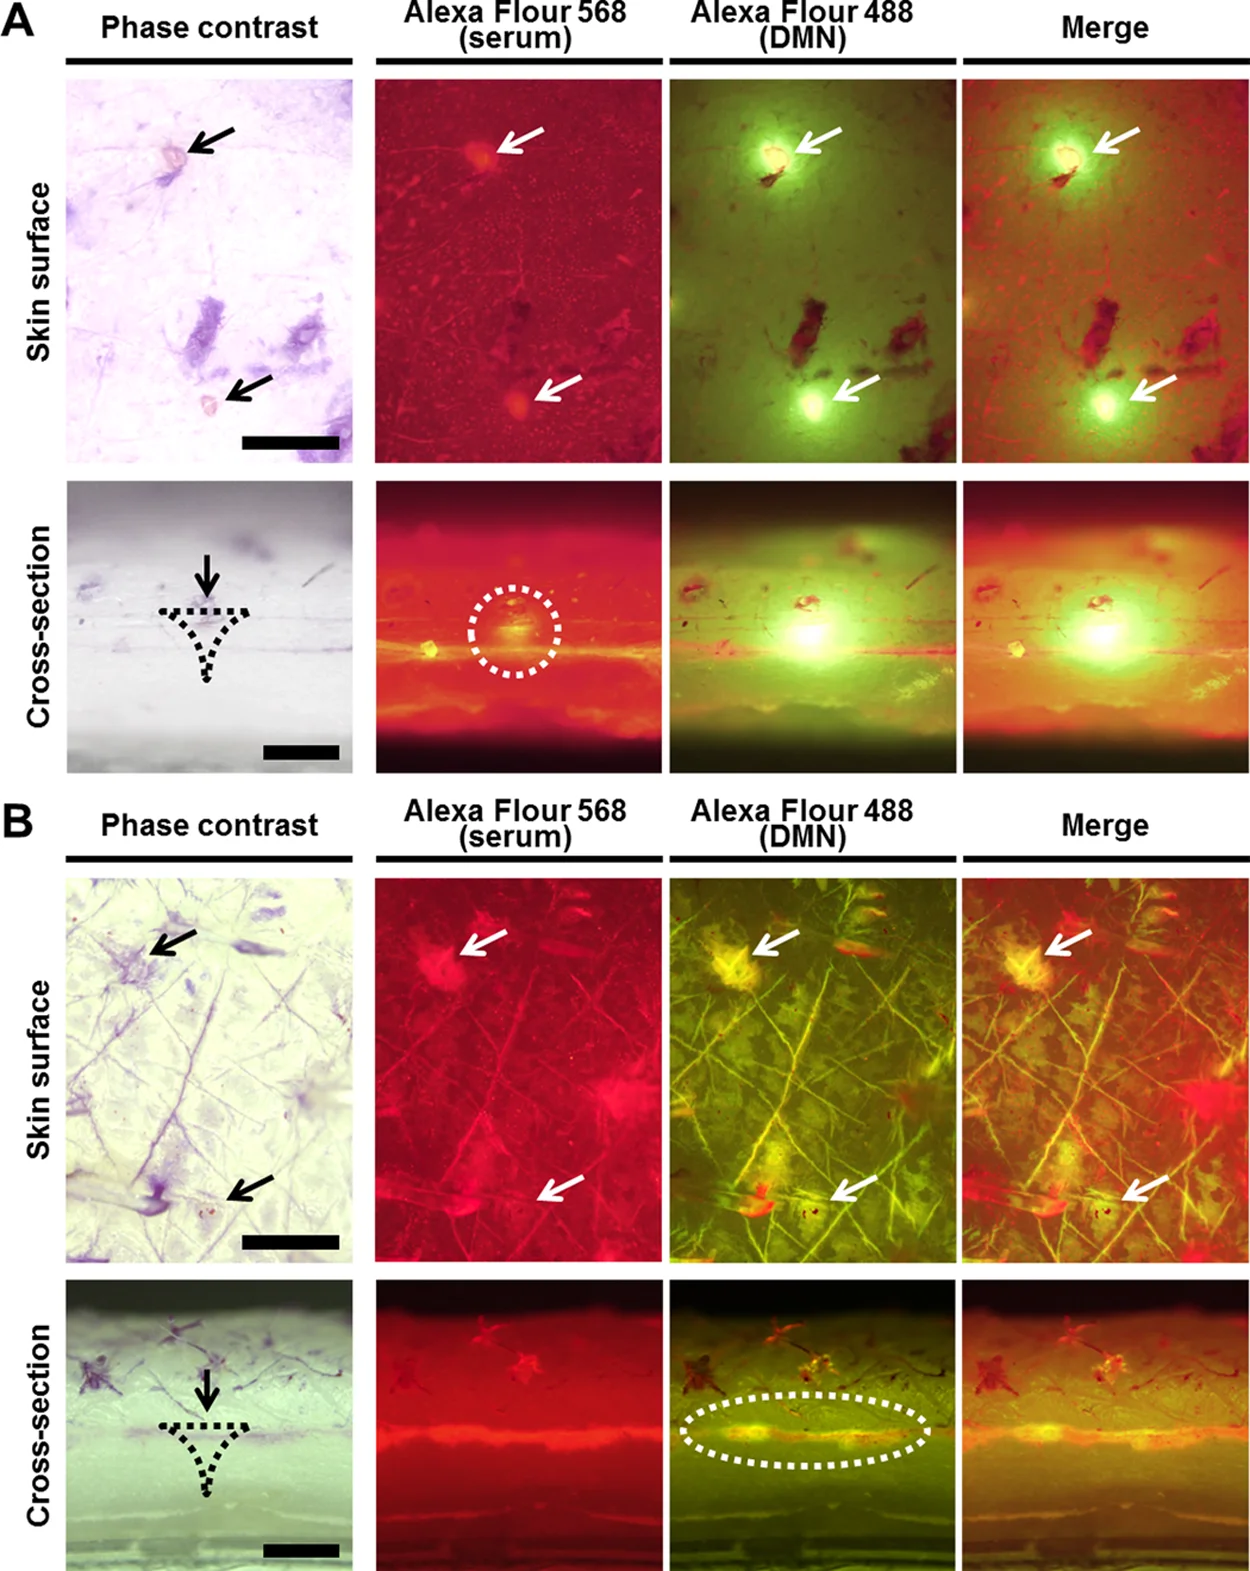 A
Phase contrast
Alexa Flour 568
(serum)
Alexa Flour 488
(DMN)
Merge
Skin surface
Crosss-section
B
Phase contrast
Alexa Flour 568
(serum)
Alexa Flour 488
(DMN)
Merge
Skin surface
Cross-section